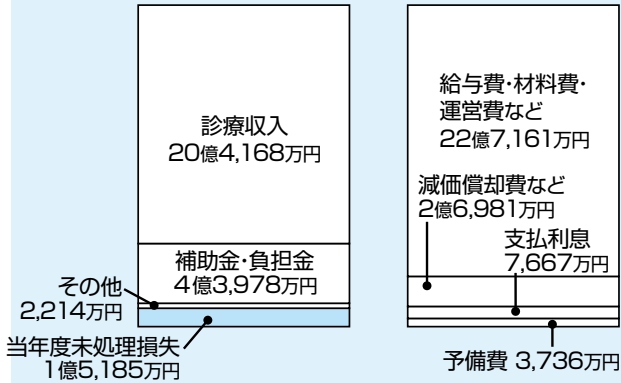 診療収入
20億4,168万円
補助金・負担金
4億3,978万円
その他
2,214万円
当年度未処理損失
1億5,185万円
給与費・材料費・
運営費など
22億7,161万円
減価償却費など
2億6,981万円
支払利息
7,667万円
予備費 3,736万円